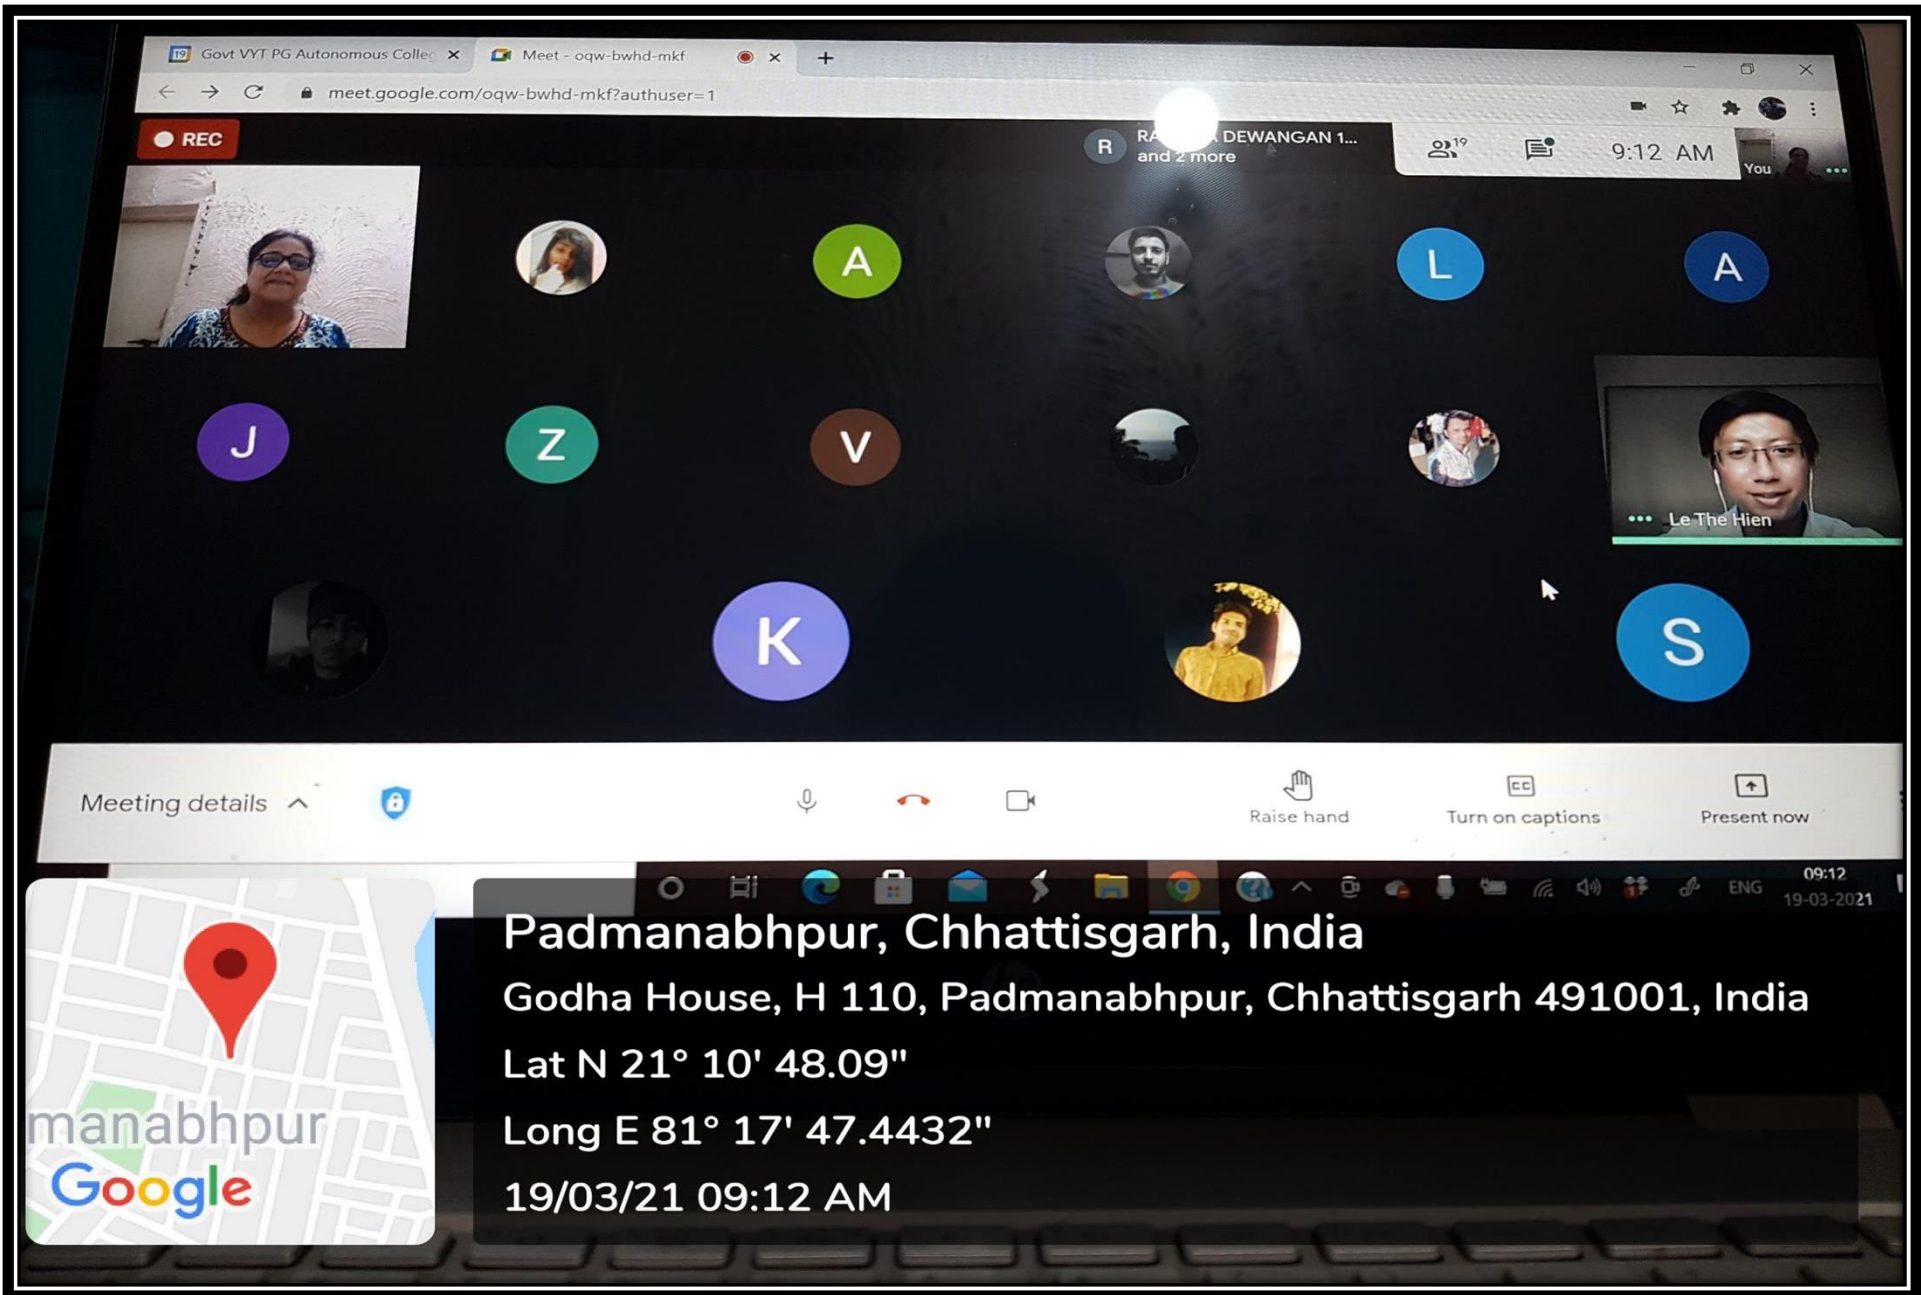 19 Govt VYT PG Autonomous Colleg
Meet - oqw-bwhd-mkf
meet.google.com/oqw-bwhd-mkf?authuser=1
REC
R
DEWANGAN 1...
and 2 more
19
9:12 AM
You
A
L
A
J
Z
V
Le The Hien
K
S
Meeting details
Raise hand
CC
Turn on captions
Present now
ENG
09:12
19-03-2021
manabhpur
Google
Padmanabhpur, Chhattisgarh, India
Godha House, H 110, Padmanabhpur, Chhattisgarh 491001, India
Lat N 21° 10' 48.09"
Long E 81° 17' 47.4432"
19/03/21 09:12 AM